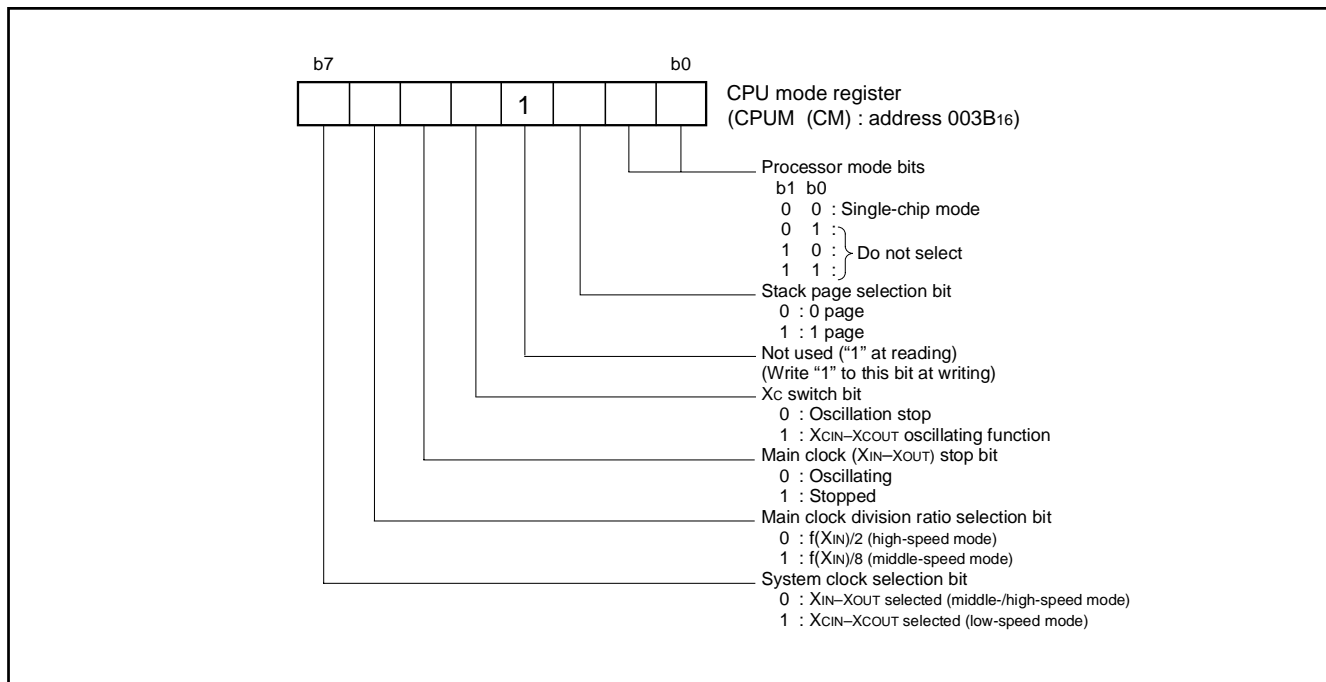 b7 b0
1
CPU mode register
(CPUM (CM) : address 003B16)
Processor mode bits
b1 b0
0 0 : Single-chip mode
0 1 :
1 0 : Do not select
1 1 :
Stack page selection bit
0 : 0 page
1 : 1 page
Not used (“1” at reading)
(Write “1” to this bit at writing)
XC switch bit
0 : Oscillation stop
1 : XCIN–XCOUT oscillating function
Main clock (XIN–XOUT) stop bit
0 : Oscillating
1 : Stopped
Main clock division ratio selection bit
0 : f(XIN)/2 (high-speed mode)
1 : f(XIN)/8 (middle-speed mode)
System clock selection bit
0 : XIN–XOUT selected (middle-/high-speed mode)
1 : XCIN–XCOUT selected (low-speed mode)